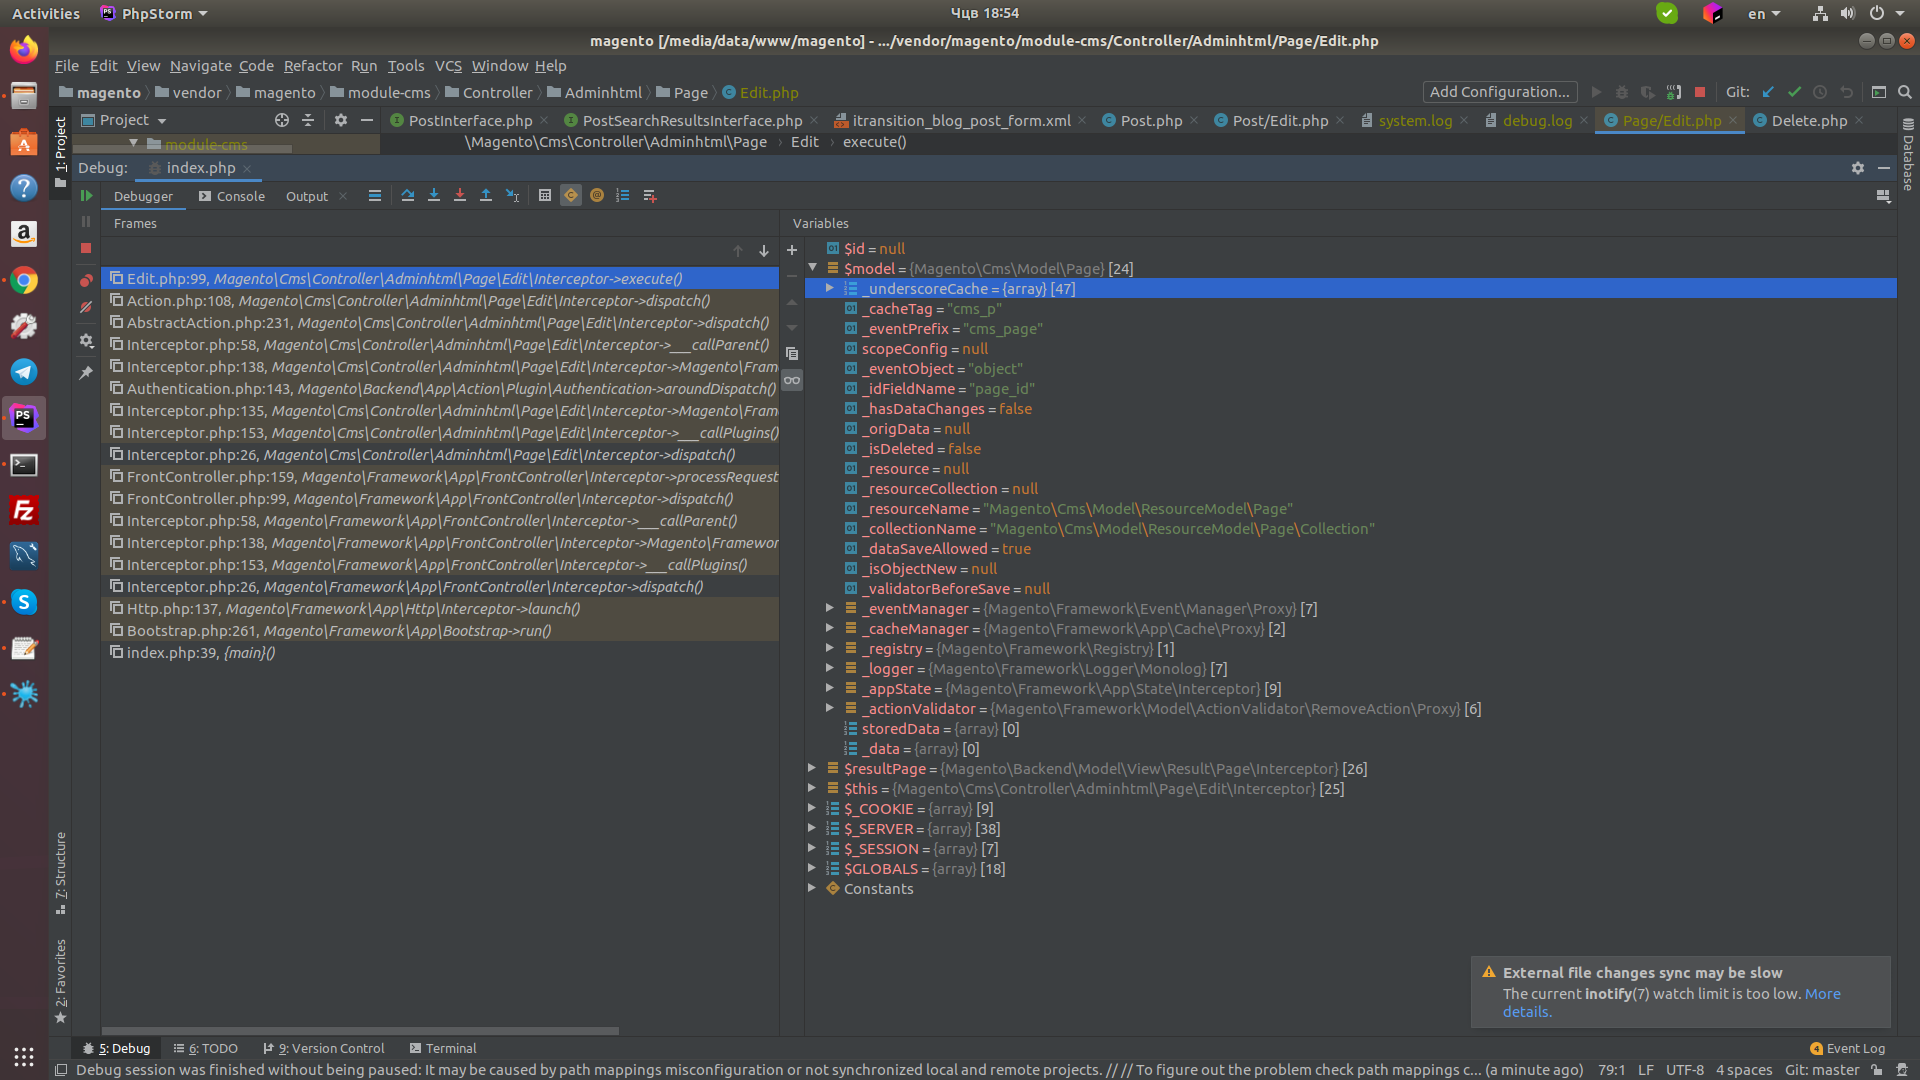 Activities PhpStorm Чцв 18:54 en
magento [/media/data/www/magento] - .../vendor/magento/module-cms/Controller/Adminhtml/Page/Edit.php
File Edit View Navigate Code Refactor Run Tools VCS Window Help
magento vendor magento module-cms Controller Adminhtml Page Edit.php Add Configuration... Git:
Project PostInterface.php PostSearchResultsInterface.php itransition_blog_post_form.xml Post.php Post/Edit.php system.log debug.log Page/Edit.php Delete.php
module-cms \Magento\Cms\Controller\Adminhtml\Page › Edit › execute()
Debug: index.php
Debugger Console Output
Frames
Edit.php:99, Magento\Cms\Controller\Adminhtml\Page\Edit\Interceptor->execute()
Action.php:108, Magento\Cms\Controller\Adminhtml\Page\Edit\Interceptor->dispatch()
AbstractAction.php:231, Magento\Cms\Controller\Adminhtml\Page\Edit\Interceptor->dispatch()
Interceptor.php:58, Magento\Cms\Controller\Adminhtml\Page\Edit\Interceptor->___callParent()
Interceptor.php:138, Magento\Cms\Controller\Adminhtml\Page\Edit\Interceptor->Magento\Fram
Authentication.php:143, Magento\Backend\App\Action\Plugin\Authentication->aroundDispatch()
Interceptor.php:135, Magento\Cms\Controller\Adminhtml\Page\Edit\Interceptor->Magento\Fram
Interceptor.php:153, Magento\Cms\Controller\Adminhtml\Page\Edit\Interceptor->___callPlugins()
Interceptor.php:26, Magento\Cms\Controller\Adminhtml\Page\Edit\Interceptor->dispatch()
FrontController.php:159, Magento\Framework\App\FrontController\Interceptor->processRequest
FrontController.php:99, Magento\Framework\App\FrontController\Interceptor->dispatch()
Interceptor.php:58, Magento\Framework\App\FrontController\Interceptor->___callParent()
Interceptor.php:138, Magento\Framework\App\FrontController\Interceptor->Magento\Framewor
Interceptor.php:153, Magento\Framework\App\FrontController\Interceptor->___callPlugins()
Interceptor.php:26, Magento\Framework\App\FrontController\Interceptor->dispatch()
Http.php:137, Magento\Framework\App\Http\Interceptor->launch()
Bootstrap.php:261, Magento\Framework\App\Bootstrap->run()
index.php:39, {main}()
Variables
$id = null
$model = {Magento\Cms\Model\Page} [24]
_underscoreCache = {array} [47]
_cacheTag = "cms_p"
_eventPrefix = "cms_page"
scopeConfig = null
_eventObject = "object"
_idFieldName = "page_id"
_hasDataChanges = false
_origData = null
_isDeleted = false
_resource = null
_resourceCollection = null
_resourceName = "Magento\Cms\Model\ResourceModel\Page"
_collectionName = "Magento\Cms\Model\ResourceModel\Page\Collection"
_dataSaveAllowed = true
_isObjectNew = null
_validatorBeforeSave = null
_eventManager = {Magento\Framework\Event\Manager\Proxy} [7]
_cacheManager = {Magento\Framework\App\Cache\Proxy} [2]
_registry = {Magento\Framework\Registry} [1]
_logger = {Magento\Framework\Logger\Monolog} [7]
_appState = {Magento\Framework\App\State\Interceptor} [9]
_actionValidator = {Magento\Framework\Model\ActionValidator\RemoveAction\Proxy} [6]
storedData = {array} [0]
_data = {array} [0]
$resultPage = {Magento\Backend\Model\View\Result\Page\Interceptor} [26]
$this = {Magento\Cms\Controller\Adminhtml\Page\Edit\Interceptor} [25]
$_COOKIE = {array} [9]
$_SERVER = {array} [38]
$_SESSION = {array} [7]
$GLOBALS = {array} [18]
Constants
1: Project
7: Structure
2: Favorites
Database
External file changes sync may be slow
The current inotify(7) watch limit is too low. More
details.
5: Debug 6: TODO 9: Version Control Terminal 4 Event Log
Debug session was finished without being paused: It may be caused by path mappings misconfiguration or not synchronized local and remote projects. // // To figure out the problem check path mappings c... (a minute ago) 79:1 LF UTF-8 4 spaces Git: master